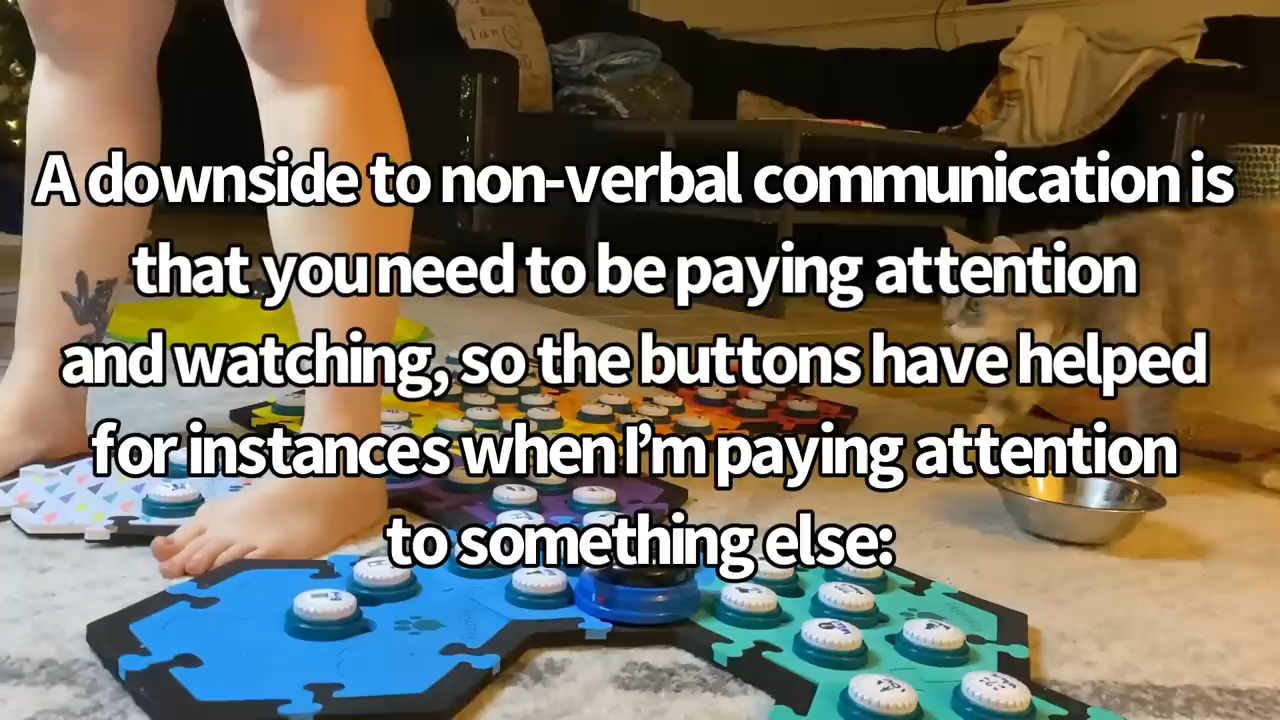 A downside to non-verbal communication is
that you need to be paying attention
and watching, so the buttons have helped
for instances when I’m paying attention
to something else: